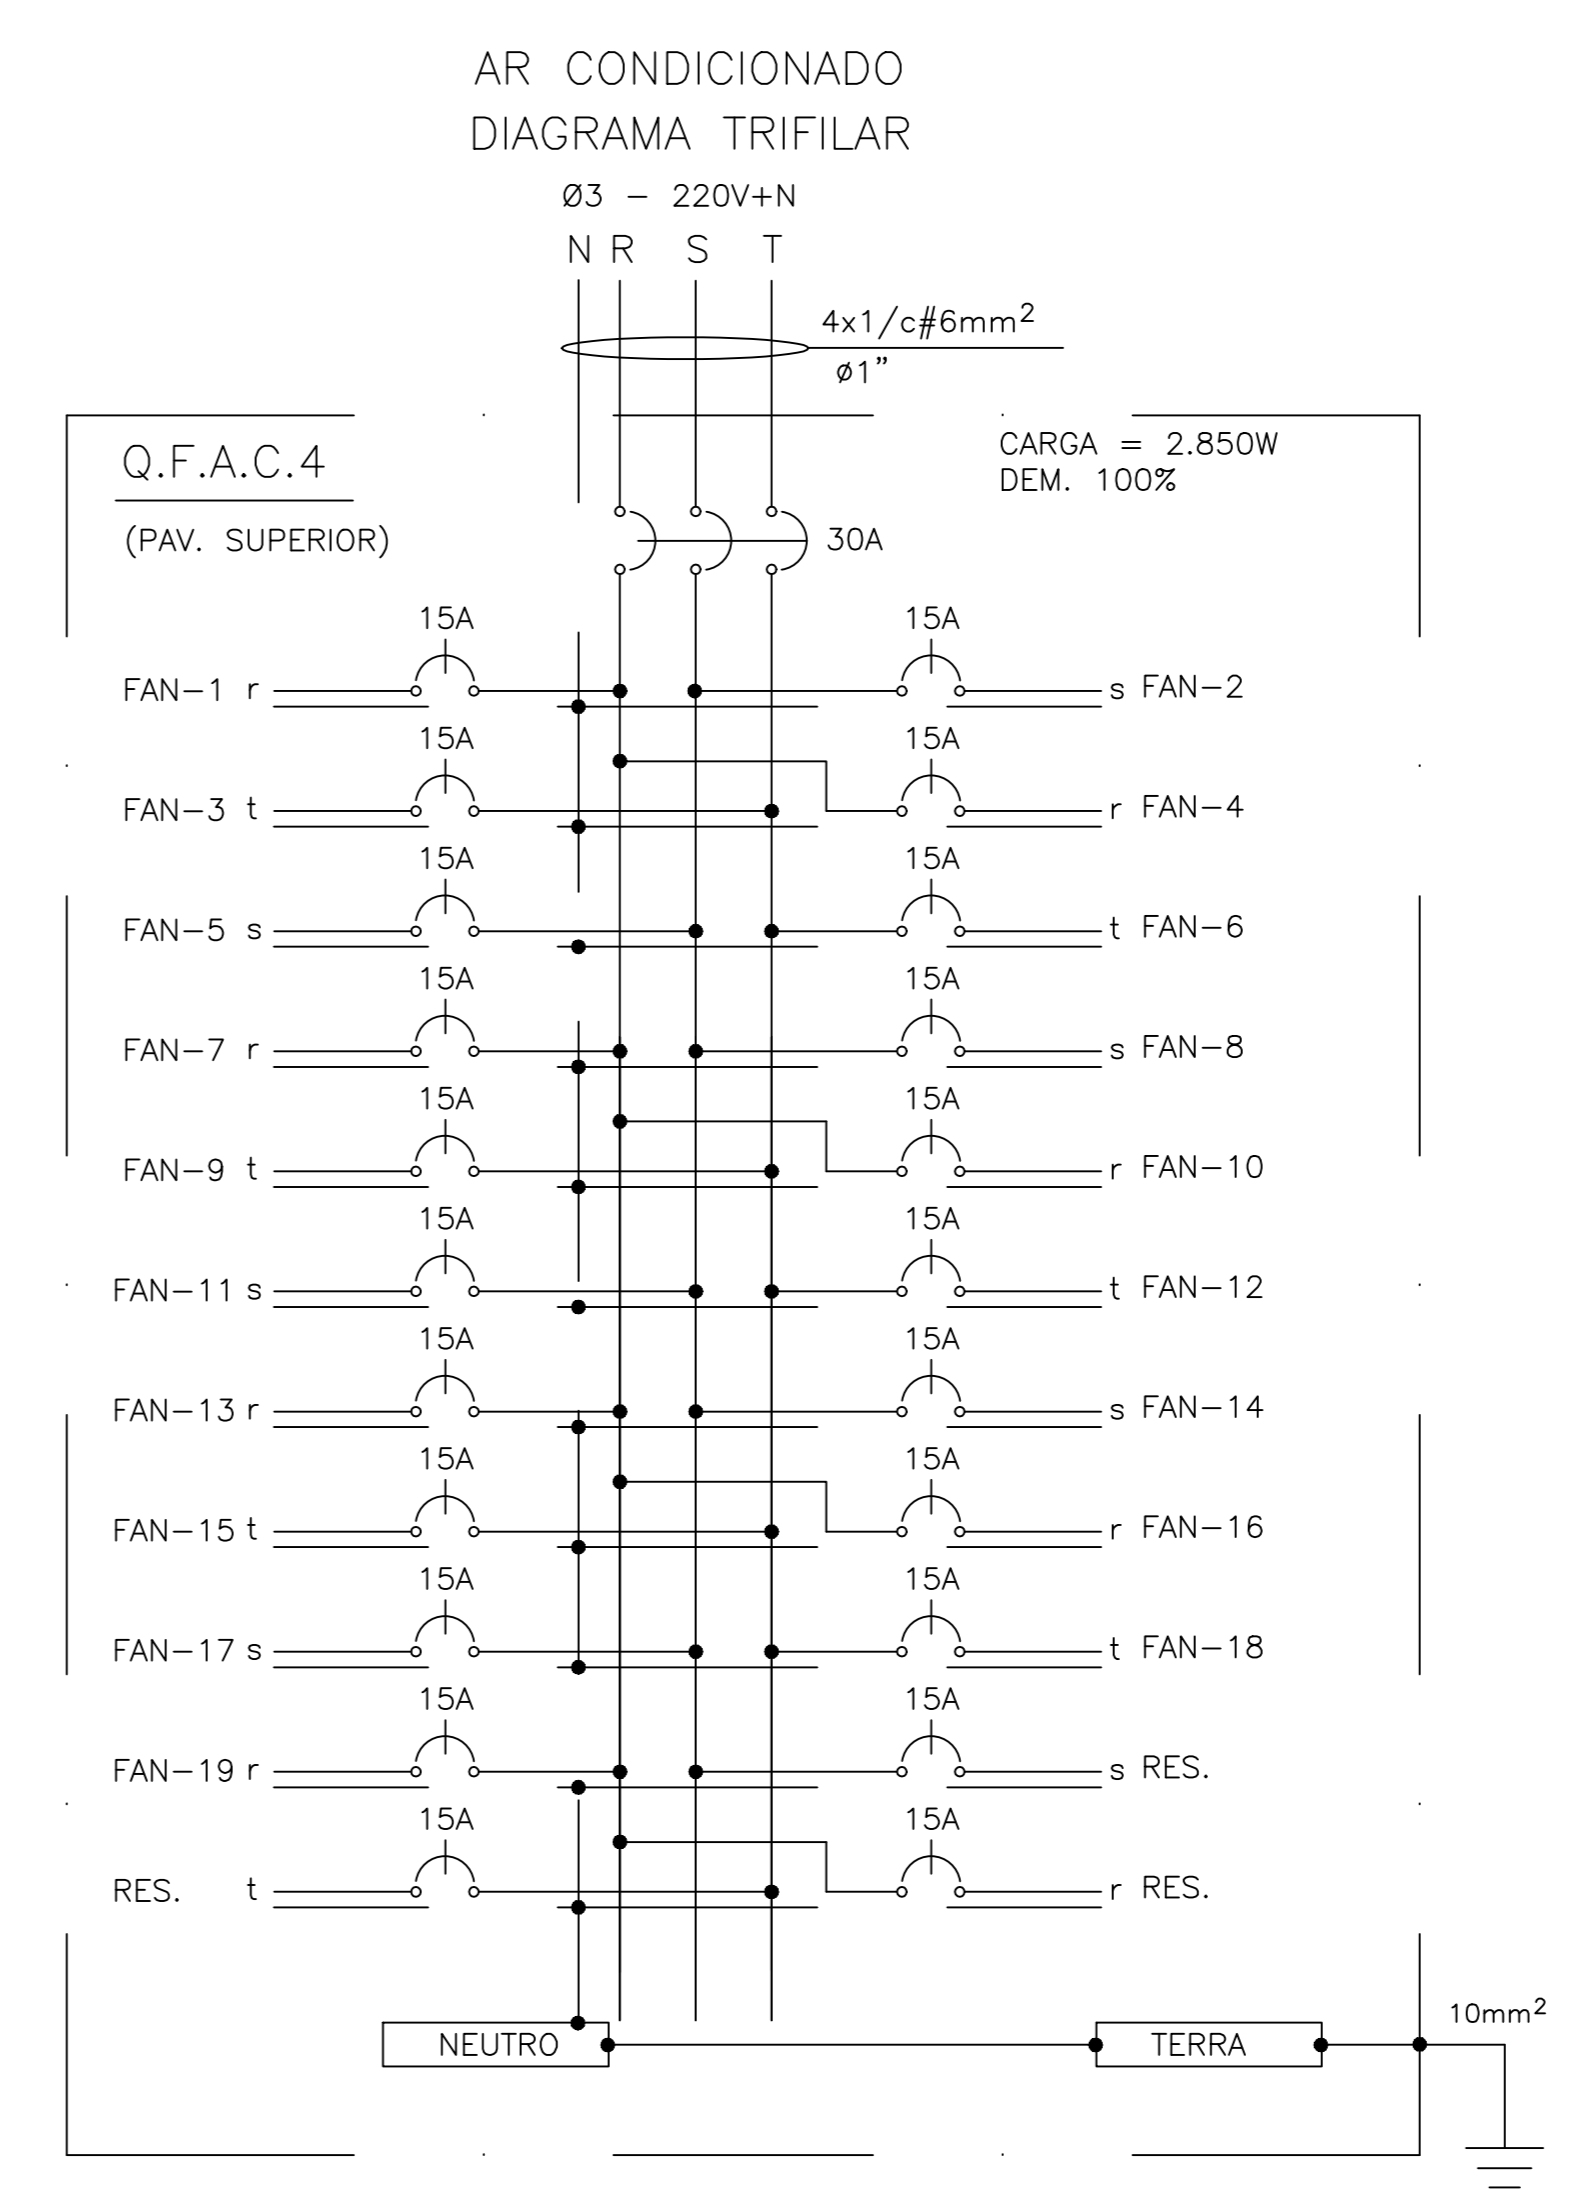 AR CONDICIONADO
DIAGRAMA TRIFILAR
Ø3 - 220V+N
N R S T
4x1/c#6mm²
ø1"
Q.F.A.C.4
(PAV. SUPERIOR)
CARGA = 2.850W
DEM. 100%
30A
15A 15A
FAN-1 r s FAN-2
15A 15A
FAN-3 t r FAN-4
15A 15A
FAN-5 s t FAN-6
15A 15A
FAN-7 r s FAN-8
15A 15A
FAN-9 t r FAN-10
15A 15A
FAN-11 s t FAN-12
15A 15A
FAN-13 r s FAN-14
15A 15A
FAN-15 t r FAN-16
15A 15A
FAN-17 s t FAN-18
15A 15A
FAN-19 r s RES.
15A 15A
RES. t r RES.
10mm²
NEUTRO TERRA